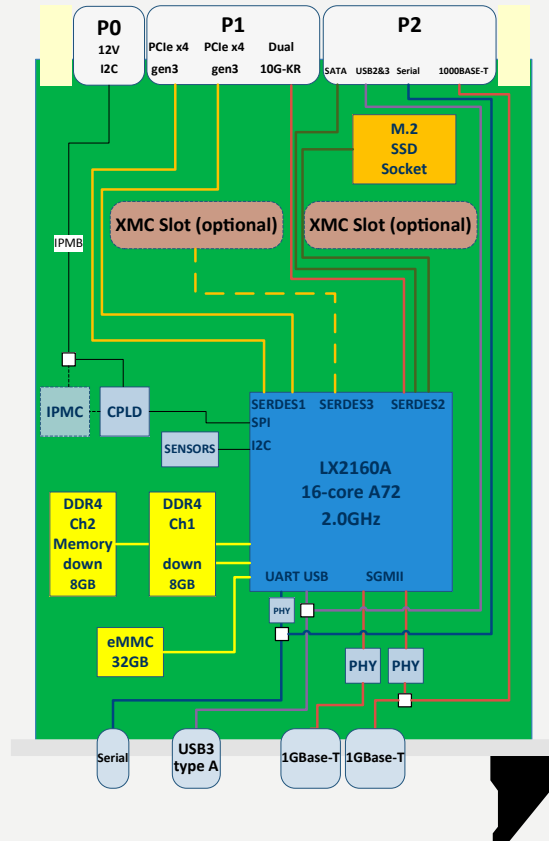 P0
12V
I2C
P1
PCIe x4 PCIe x4 Dual
gen3 gen3 10G-KR
P2
SATA USB2&3 Serial 1000BASE-T
M.2
SSD
Socket
XMC Slot (optional)
XMC Slot (optional)
IPMB
IPMC
CPLD
SENSORS
SERDES1 SERDES3 SERDES2
SPI
I2C
LX2160A
16-core A72
2.0GHz
UART USB SGMII
DDR4
Ch2
Memory
down
8GB
DDR4
Ch1
down
8GB
eMMC
32GB
PHY
PHY
PHY
Serial
USB3
type A
1GBase-T
1GBase-T